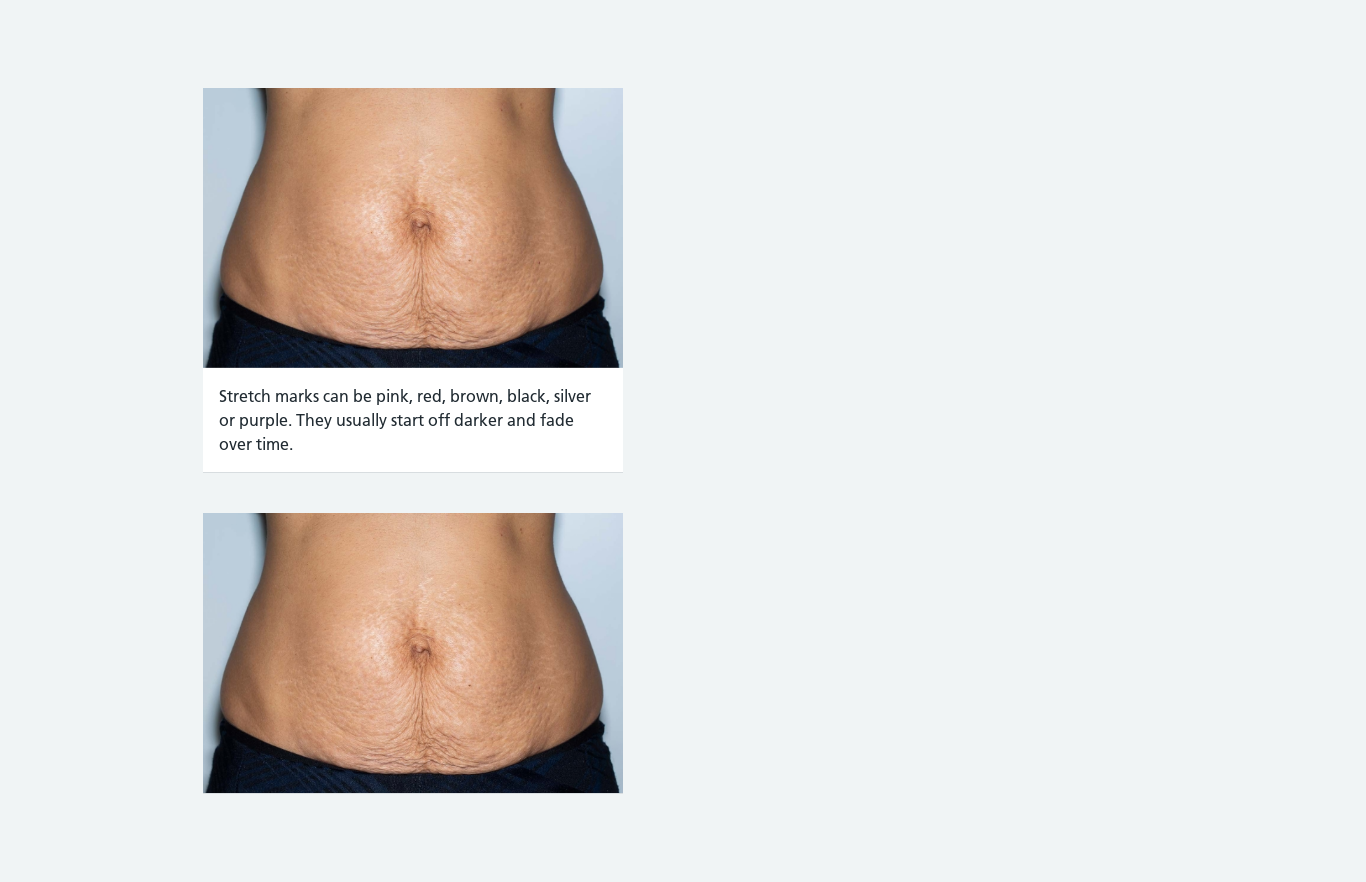 Stretch marks can be pink, red, brown, black, silver
or purple. They usually start off darker and fade
over time.